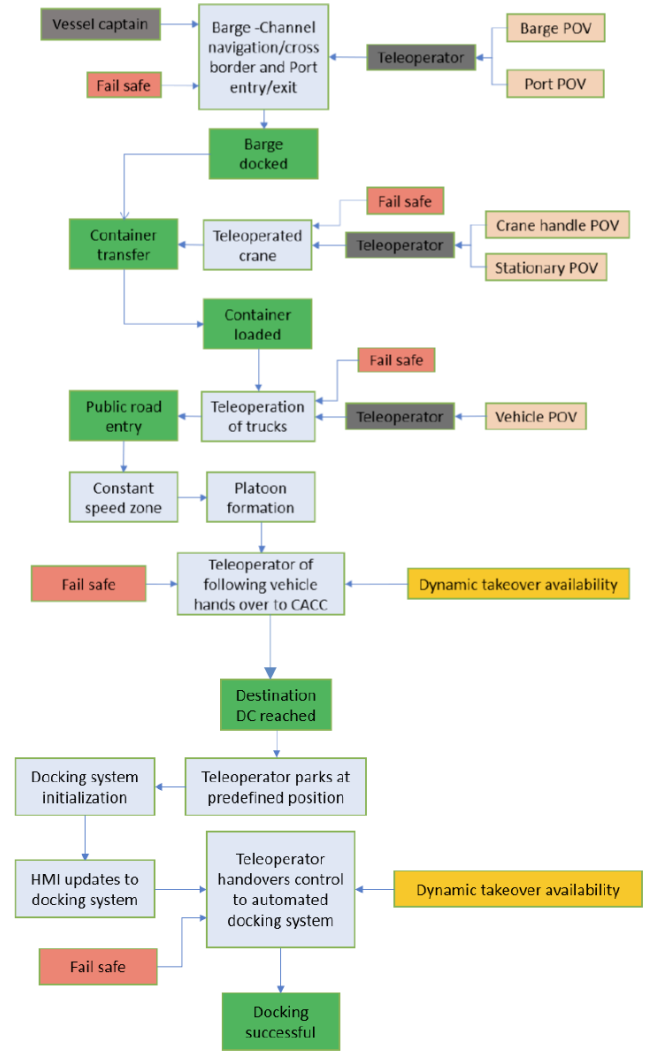 Vessel captain
Barge -Channel
navigation/cross
border and Port
entry/exit
Teleoperator
Barge POV
Port POV
Fail safe
Barge
docked
Fail safe
Container
transfer
Teleoperated
crane
Teleoperator
Crane handle POV
Stationary POV
Container
loaded
Fail safe
Public road
entry
Teleoperation
of trucks
Teleoperator
Vehicle POV
Constant
speed zone
Platoon
formation
Fail safe
Teleoperator of
following vehicle
hands over to CACC
Dynamic takeover availability
Destination
DC reached
Docking system
initialization
Teleoperator parks at
predefined position
HMI updates to
docking system
Teleoperator
handovers control
to automated
docking system
Dynamic takeover availability
Fail safe
Docking
successful